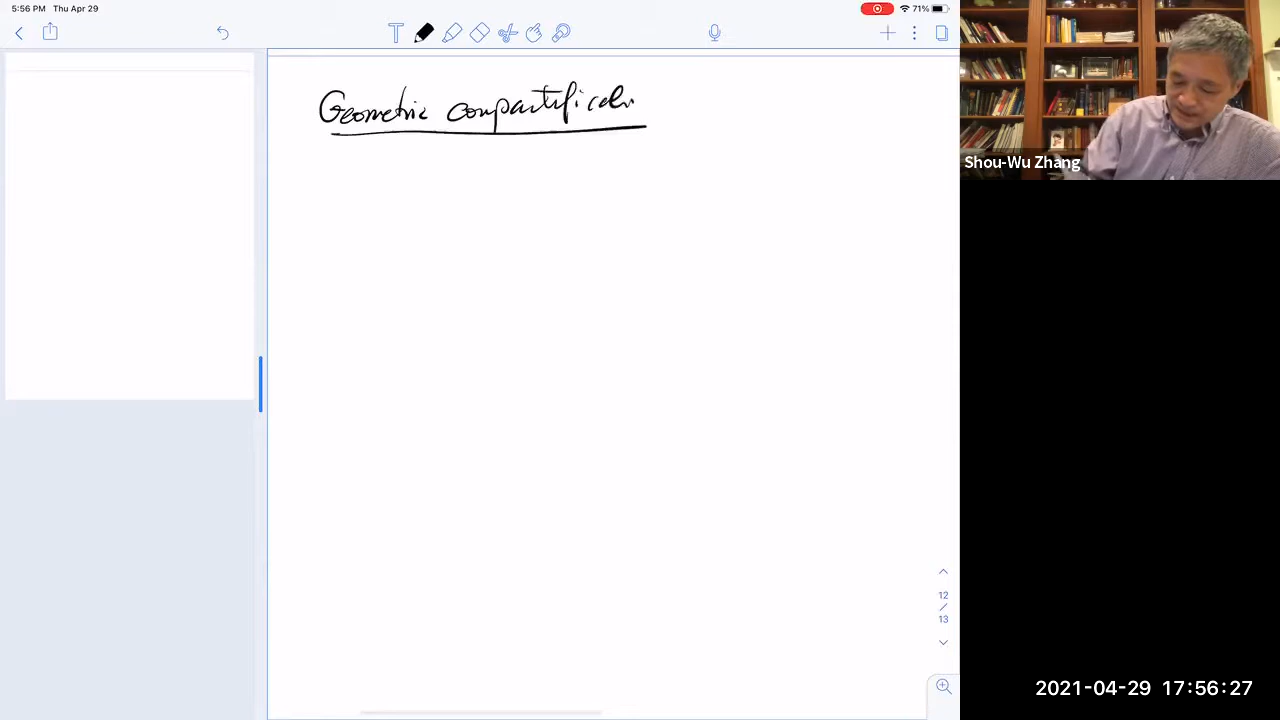 5:56 PM Thu Apr 29
71%
T
Geometric compactification
Shou-Wu Zhang
12
/
13
2021-04-29 17:56:27